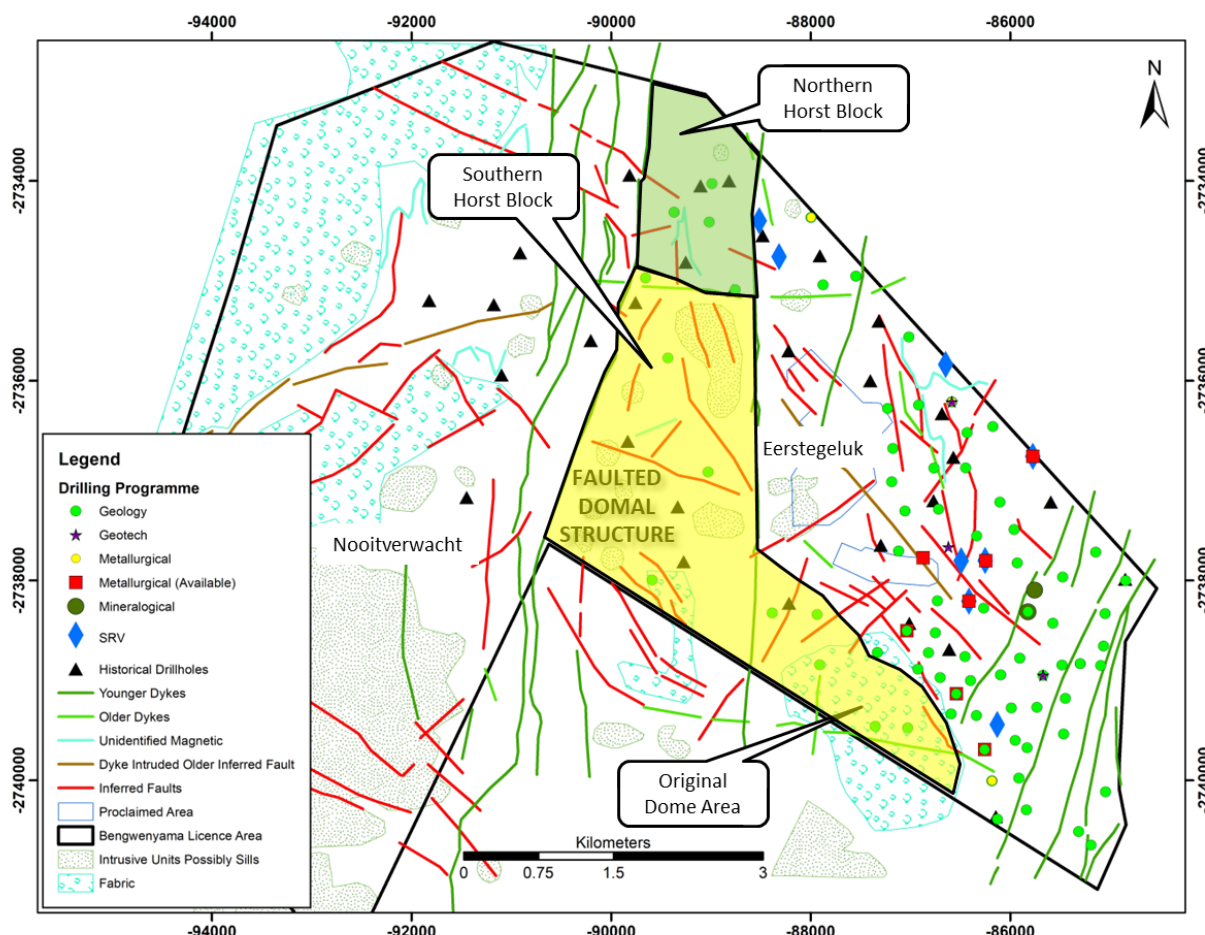 -94000
-92000
-90000
-88000
-86000
N
Northern
Horst Block
Southern
Horst Block
-2734000
-2734000
-2736000
-2736000
Eerstegeluk
FAULTED
DOMAL
STRUCTURE
Nooitverwacht
-2738000
-2738000
Original
Dome Area
-2740000
-2740000
Legend
Drilling Programme
Geology
Geotech
Metallurgical
Metallurgical (Available)
Mineralogical
SRV
Historical Drillholes
Younger Dykes
Older Dykes
Unidentified Magnetic
Dyke Intruded Older Inferred Fault
Inferred Faults
Proclaimed Area
Bengwenyama Licence Area
Intrusive Units Possibly Sills
Fabric
Kilometers
0 0.75 1.5 3
-94000
-92000
-90000
-88000
-86000